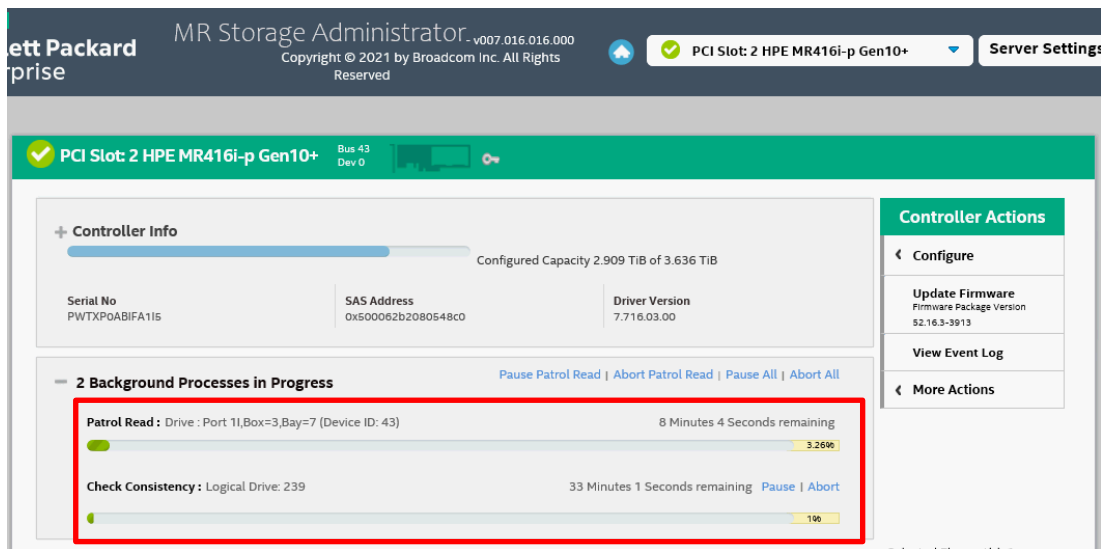 MR Storage Administrator v007.016.016.000
ett Packard
rprise
Copyright © 2021 by Broadcom Inc. All Rights
Reserved
PCI Slot: 2 HPE MR416i-p Gen10+
Server Settings
PCI Slot: 2 HPE MR416i-p Gen10+
Bus 43
Dev 0
Controller Info
Configured Capacity 2.909 TiB of 3.636 TiB
Serial No
PWTXP0ABIFA1I5
SAS Address
0x500062b2080548c0
Driver Version
7.716.03.00
2 Background Processes in Progress
Pause Patrol Read | Abort Patrol Read | Pause All | Abort All
Patrol Read : Drive : Port 1I,Box=3,Bay=7 (Device ID: 43)
8 Minutes 4 Seconds remaining
3.26%
Check Consistency : Logical Drive: 239
33 Minutes 1 Seconds remaining Pause | Abort
1%
Controller Actions
Configure
Update Firmware
Firmware Package Version
52.16.3-3913
View Event Log
More Actions